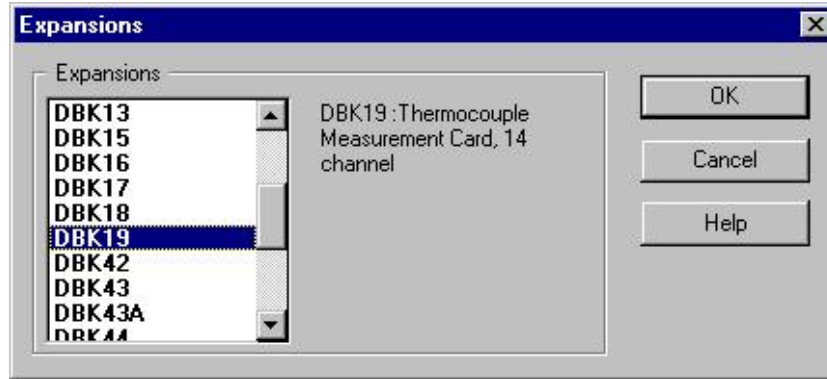 Expansions
Expansions
DBK13
DBK15
DBK16
DBK17
DBK18
DBK19
DBK42
DBK43
DBK43A
DBK44
DBK19 :Thermocouple
Measurement Card, 14
channel
OK
Cancel
Help